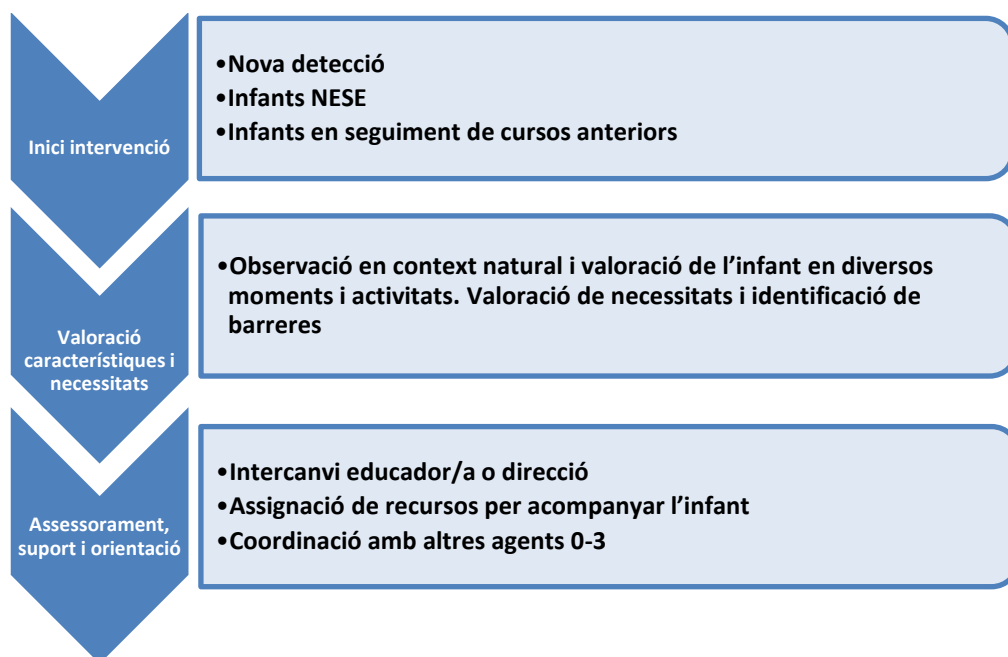 Inici intervenció
•Nova detecció
•Infants NESE
•Infants en seguiment de cursos anteriors
Valoració
característiques i
necessitats
•Observació en context natural i valoració de l’infant en diversos
moments i activitats. Valoració de necessitats i identificació de
barreres
Assessorament,
suport i orientació
•Intercanvi educador/a o direcció
•Assignació de recursos per acompanyar l’infant
•Coordinació amb altres agents 0-3